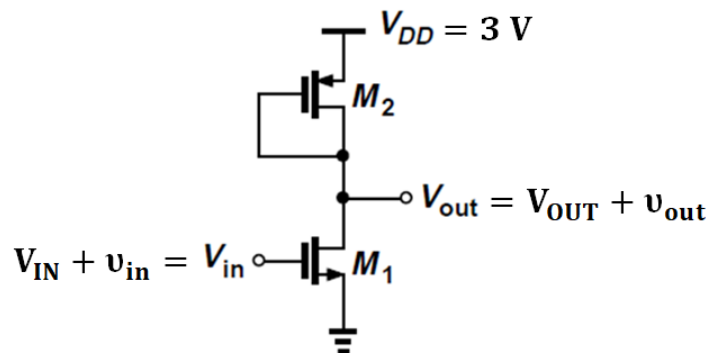 V_DD = 3 V
M_2
V_out = V_OUT + υ_out
V_IN + υ_in = V_in
M_1